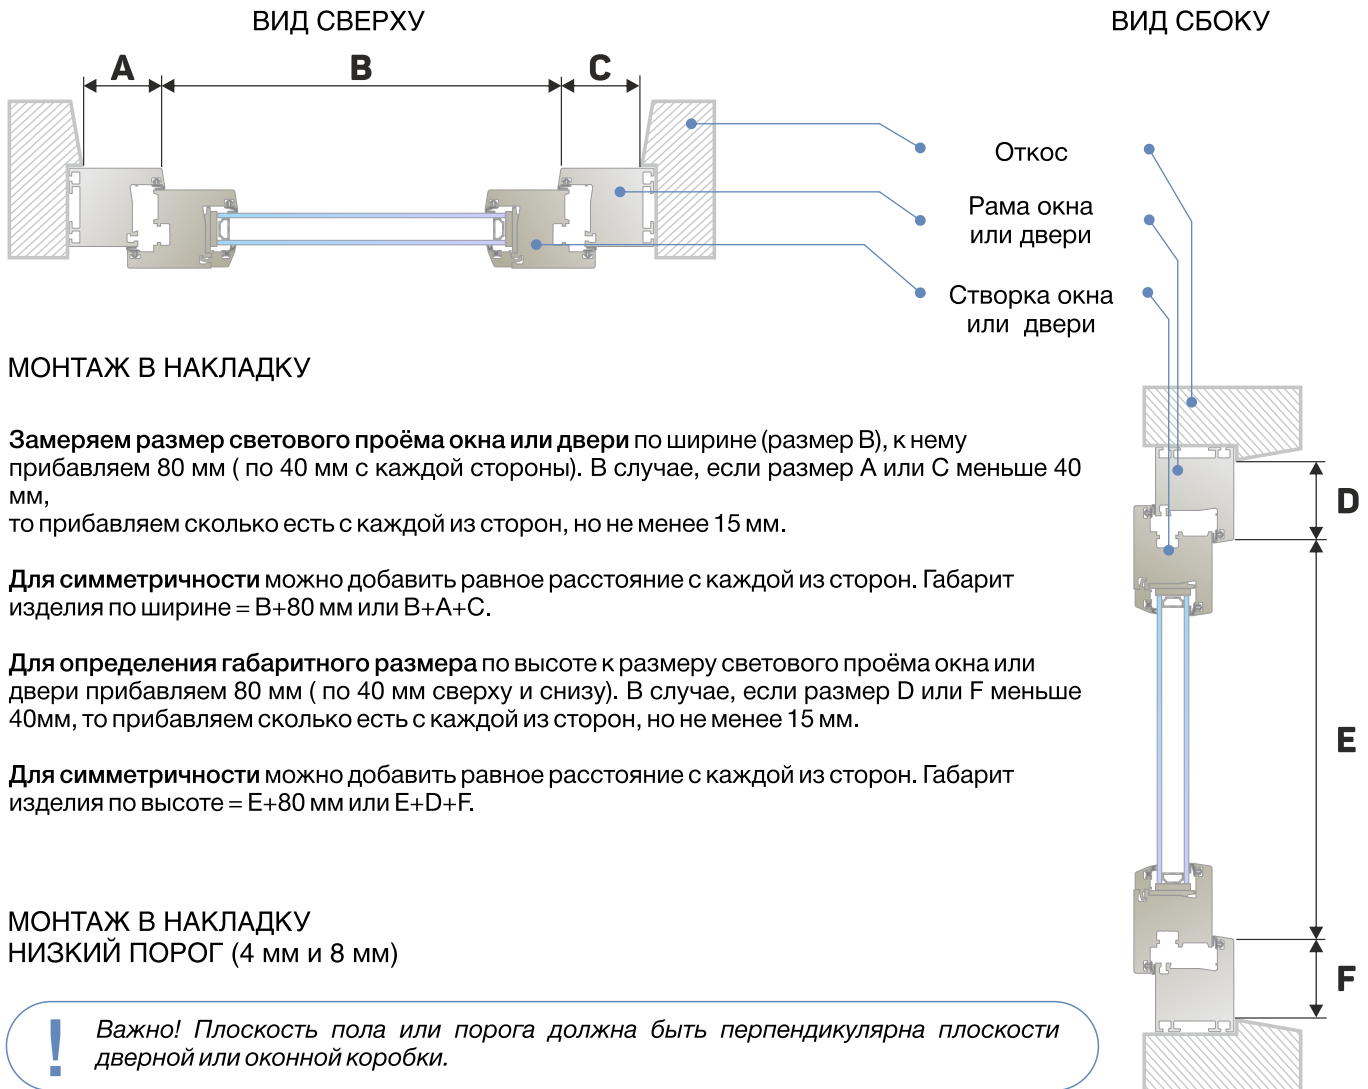 ВИД СВЕРХУ
ВИД СБОКУ
A
B
C
Откос
Рама окна
или двери
Створка окна
или двери
МОНТАЖ В НАКЛАДКУ
Замеряем размер светового проёма окна или двери по ширине (размер B), к нему
прибавляем 80 мм ( по 40 мм с каждой стороны). В случае, если размер A или C меньше 40
мм,
то прибавляем сколько есть с каждой из сторон, но не менее 15 мм.
Для симметричности можно добавить равное расстояние с каждой из сторон. Габарит
изделия по ширине = B+80 мм или B+A+C.
Для определения габаритного размера по высоте к размеру светового проёма окна или
двери прибавляем 80 мм ( по 40 мм сверху и снизу). В случае, если размер D или F меньше
40мм, то прибавляем сколько есть с каждой из сторон, но не менее 15 мм.
Для симметричности можно добавить равное расстояние с каждой из сторон. Габарит
изделия по высоте = E+80 мм или E+D+F.
D
E
F
МОНТАЖ В НАКЛАДКУ
НИЗКИЙ ПОРОГ (4 мм и 8 мм)
!
Важно! Плоскость пола или порога должна быть перпендикулярна плоскости
дверной или оконной коробки.